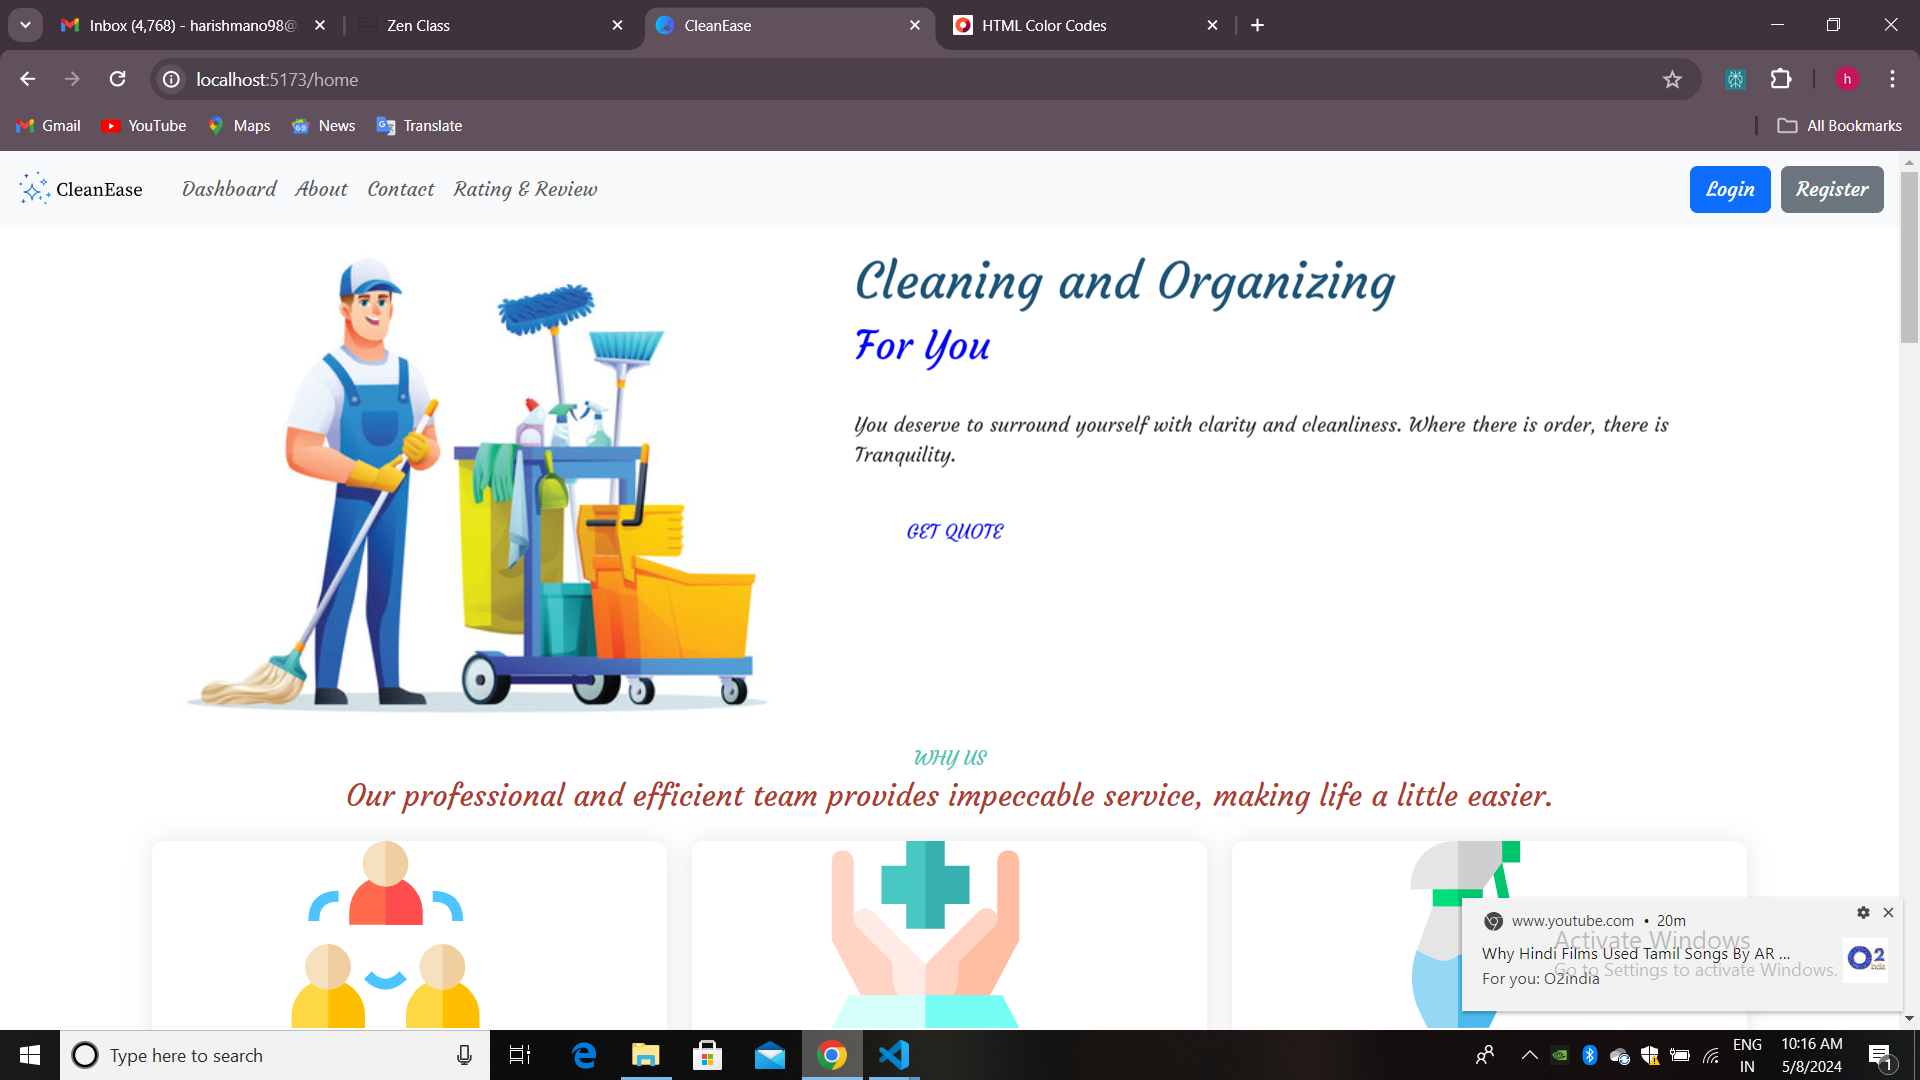 Inbox (4,768) - harishmano98@
Zen Class
CleanEase
HTML Color Codes
localhost:5173/home
h
Gmail
YouTube
Maps
News
Translate
All Bookmarks
CleanEase
Dashboard
About
Contact
Rating & Review
Login
Register
Cleaning and Organizing
For You
You deserve to surround yourself with clarity and cleanliness. Where there is order, there is
Tranquility.
GET QUOTE
WHY US
Our professional and efficient team provides impeccable service, making life a little easier.
www.youtube.com • 20m
Activate Windows
Why Hindi Films Used Tamil Songs By AR ...
Go to Settings to activate Windows.
For you: O2india
O2
Type here to search
ENG
IN
10:16 AM
5/8/2024
1